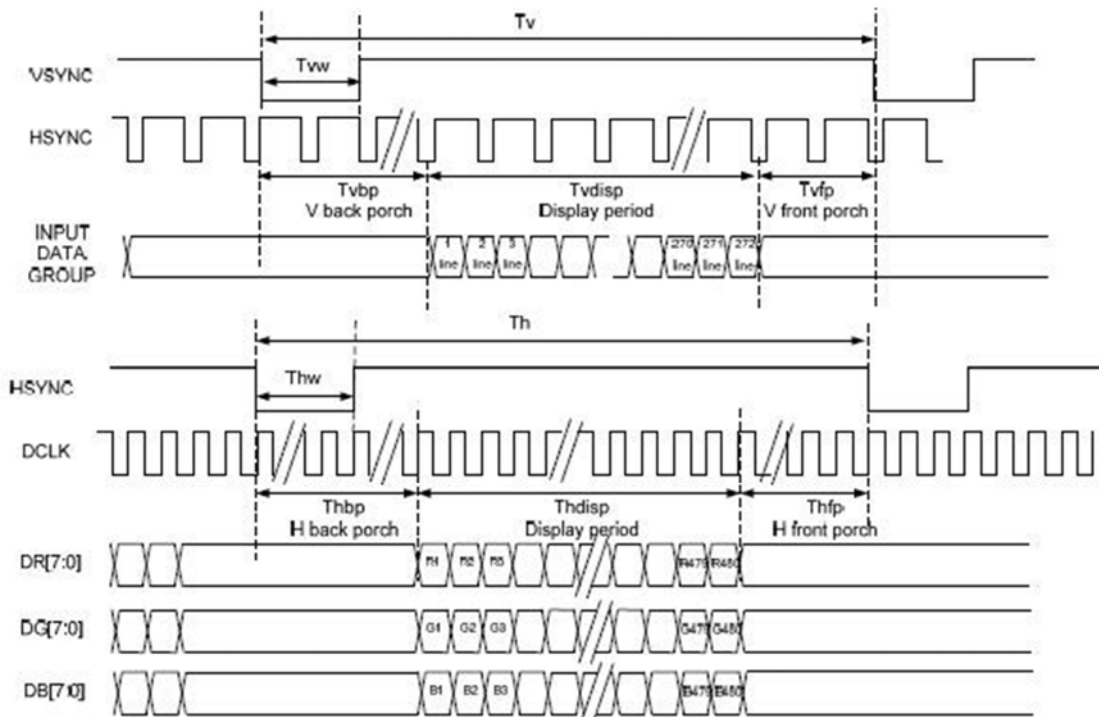 Tv
VSYNC
Tvw
HSYNC
Tvbp
V back porch
Tvdisp
Display period
Tvfp
V front porch
INPUT
DATA
GROUP
1 line
2 line
3 line
270 line
271 line
272 line
Th
HSYNC
Thw
DCLK
Thbp
H back porch
Thdisp
Display period
Thfp
H front porch
DR[7:0]
R1 R2 R3 R479 R480
DG[7:0]
G1 G2 G3 G479 G480
DB[7:0]
B1 B2 B3 B479 B480